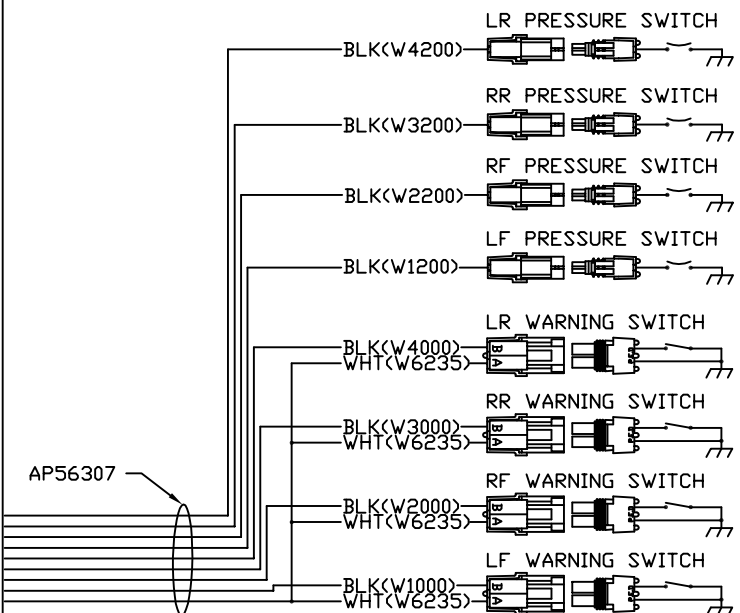 LR PRESSURE SWITCH
BLK(W4200)
RR PRESSURE SWITCH
BLK(W3200)
RF PRESSURE SWITCH
BLK(W2200)
LF PRESSURE SWITCH
BLK(W1200)
LR WARNING SWITCH
BLK(W4000)
WHT(W6235)
B
A
RR WARNING SWITCH
BLK(W3000)
WHT(W6235)
B
A
AP56307
RF WARNING SWITCH
BLK(W2000)
WHT(W6235)
B
A
LF WARNING SWITCH
BLK(W1000)
WHT(W6235)
B
A